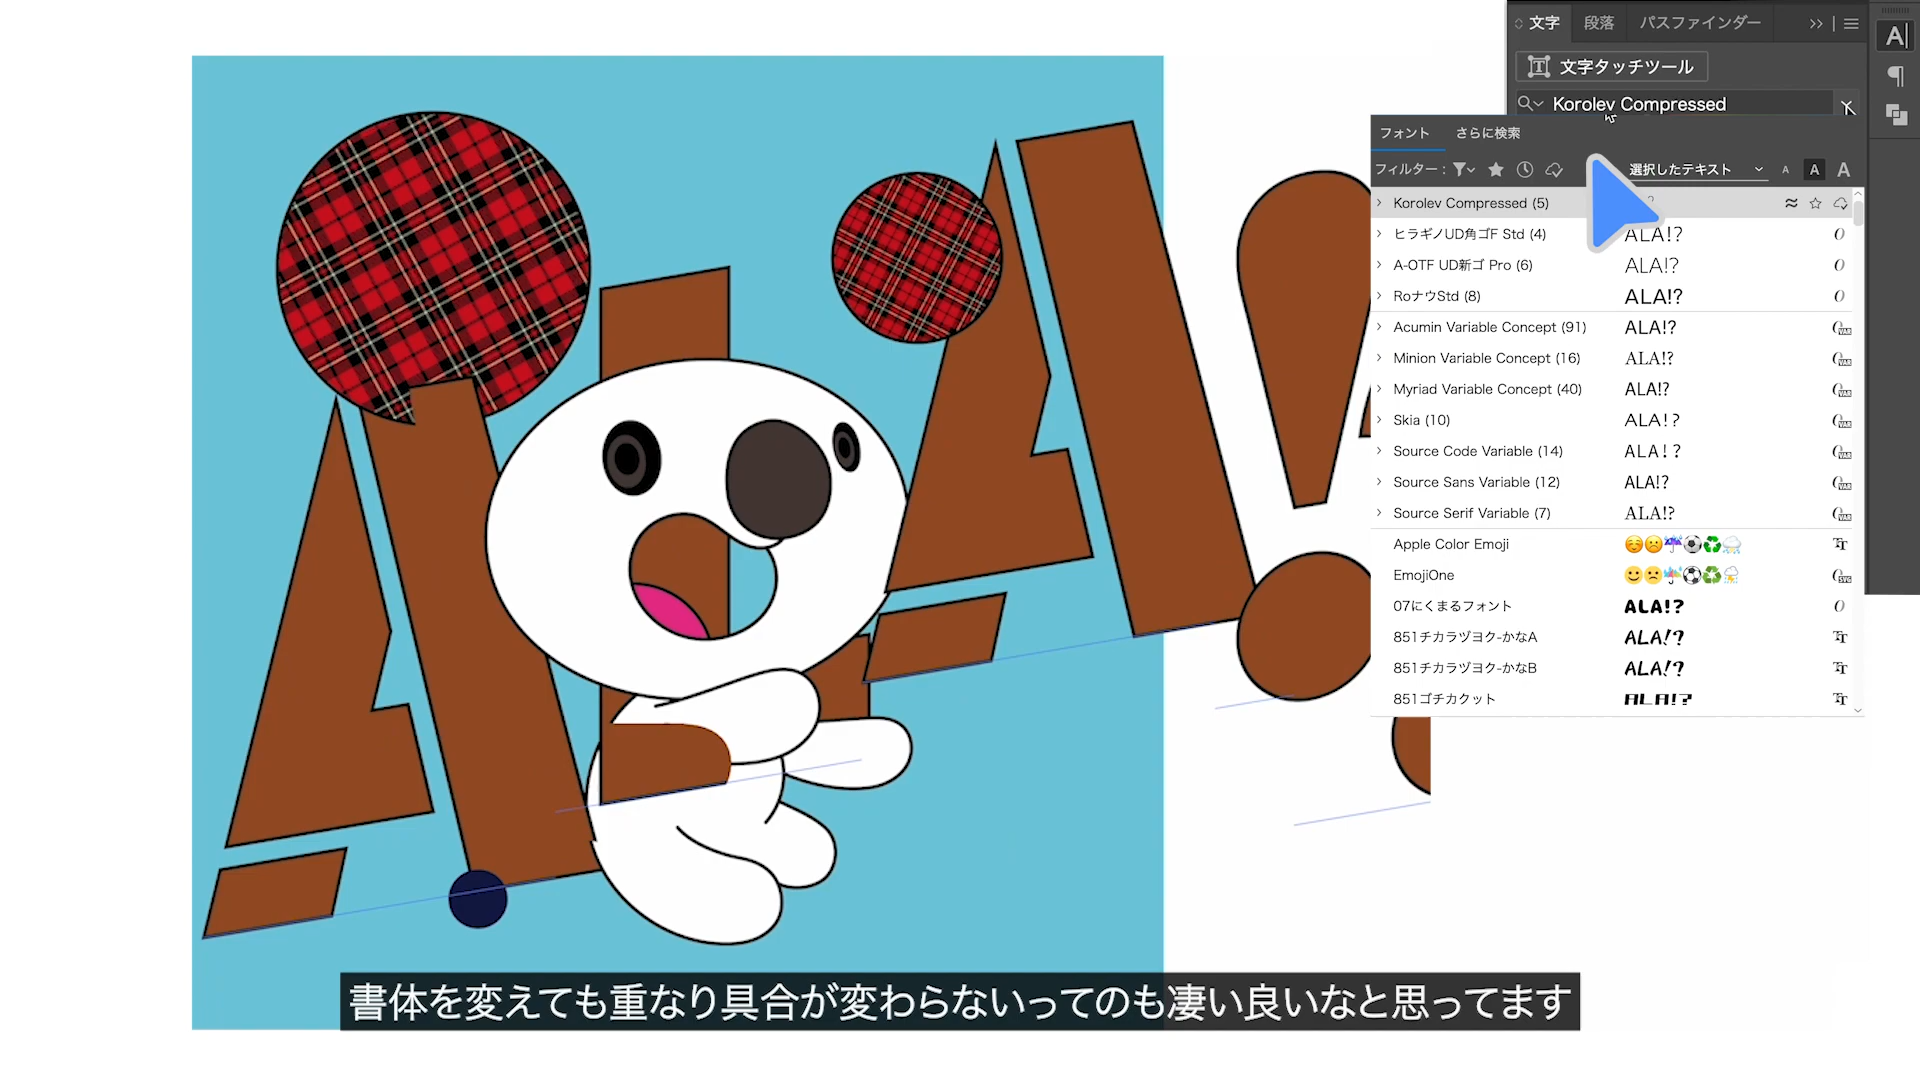 文字 段落 パスファインダー
文字タッチツール
Korolev Compressed
フォント さらに検索
フィルター : 選択したテキスト A A A
Korolev Compressed (5)
ヒラギノUD角ゴF Std (4) ALA!?
A-OTF UD新ゴ Pro (6) ALA!?
RoナウStd (8) ALA!?
Acumin Variable Concept (91) ALA!?
Minion Variable Concept (16) ALA!?
Myriad Variable Concept (40) ALA!?
Skia (10) ALA!?
Source Code Variable (14) ALA!?
Source Sans Variable (12) ALA!?
Source Serif Variable (7) ALA!?
Apple Color Emoji
EmojiOne
07にくまるフォント ALA!?
851チカラヅヨク-かなA ALA!?
851チカラヅヨク-かなB ALA!?
851ゴチカクット ALA!?
ALA!
書体を変えても重なり具合が変わらないってのも凄い良いなと思ってます